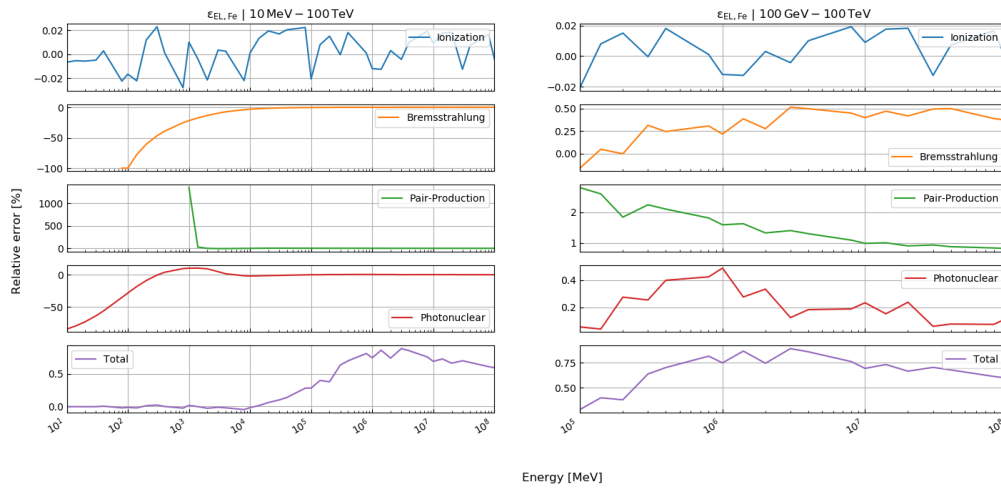 ε_EL, Fe | 10 MeV − 100 TeV
0.02
0.00
−0.02
Ionization
0
−50
−100
Bremsstrahlung
1000
500
0
Pair-Production
0
−50
Photonuclear
0.5
0.0
Total
10^1
10^2
10^3
10^4
10^5
10^6
10^7
10^8
Relative error [%]
ε_EL, Fe | 100 GeV − 100 TeV
0.02
0.00
−0.02
Ionization
0.50
0.25
0.00
Bremsstrahlung
2
1
Pair-Production
0.4
0.2
Photonuclear
0.75
0.50
Total
10^5
10^6
10^7
10^8
Energy [MeV]